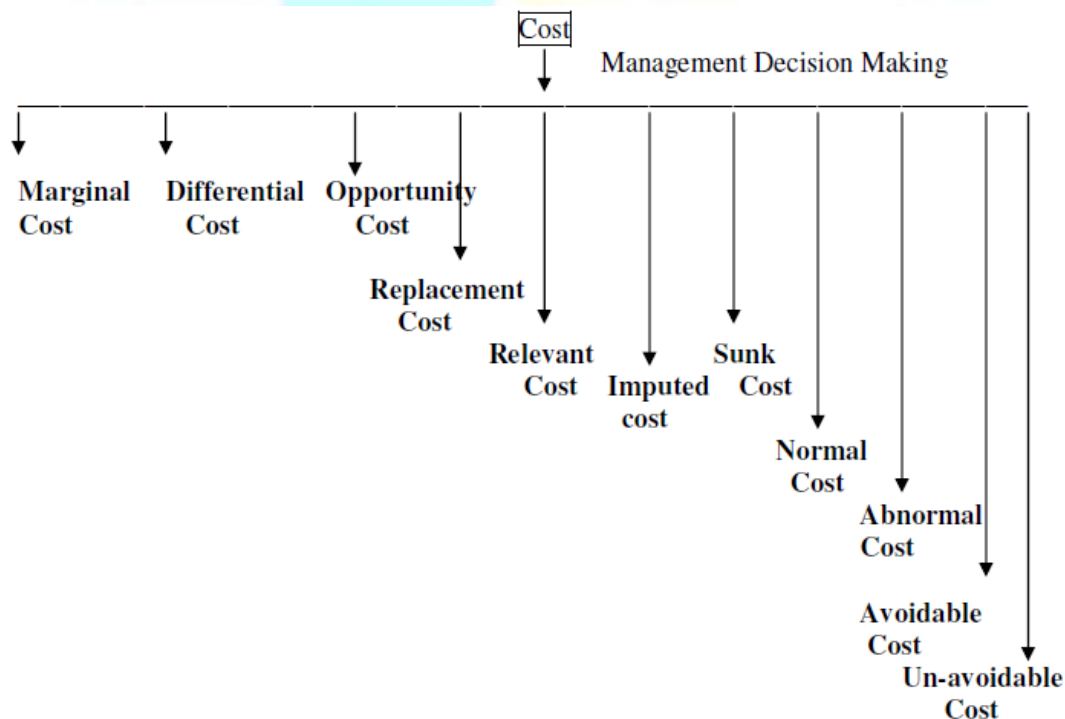 Cost
Management Decision Making
Marginal
Cost
Differential
Cost
Opportunity
Cost
Replacement
Cost
Relevant
Cost
Imputed
cost
Sunk
Cost
Normal
Cost
Abnormal
Cost
Avoidable
Cost
Un-avoidable
Cost